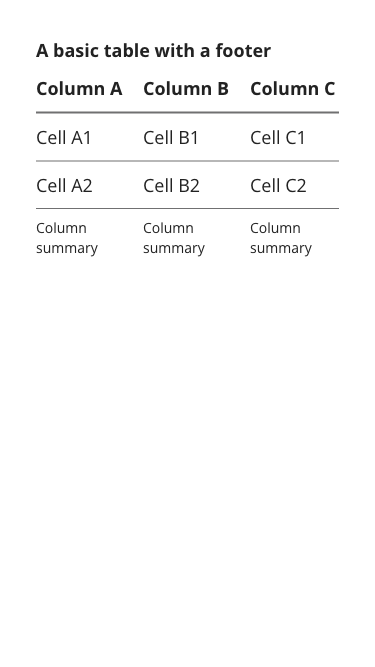 A basic table with a footer
Column A Column B Column C
Cell A1 Cell B1 Cell C1
Cell A2 Cell B2 Cell C2
Column Column Column
summary summary summary